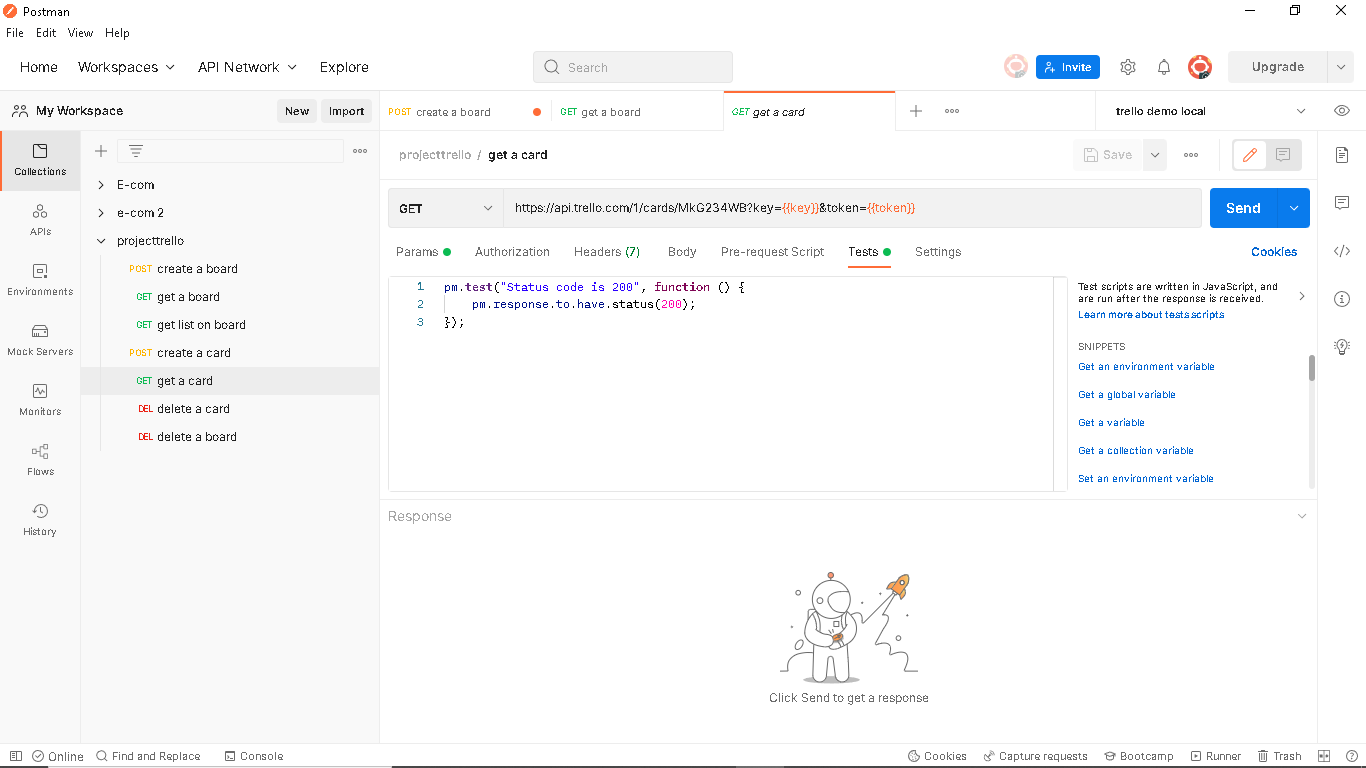 Postman
File Edit View Help
Home Workspaces API Network Explore
Search
Invite
Upgrade
My Workspace
New Import
POST create a board
GET get a board
GET get a card
trello demo local
Collections
APIs
Environments
Mock Servers
Monitors
Flows
History
E-com
e-com 2
projecttrello
POST create a board
GET get a board
GET get list on board
POST create a card
GET get a card
DEL delete a card
DEL delete a board
projecttrello / get a card
Save
GET
https://api.trello.com/1/cards/MkG234WB?key={{key}}&token={{token}}
Send
Params Authorization Headers (7) Body Pre-request Script Tests Settings
Cookies
1 pm.test("Status code is 200", function () {
2 pm.response.to.have.status(200);
3 });
Test scripts are written in JavaScript, and
are run after the response is received.
Learn more about tests scripts
SNIPPETS
Get an environment variable
Get a global variable
Get a variable
Get a collection variable
Set an environment variable
Response
Click Send to get a response
Online Find and Replace Console
Cookies Capture requests Bootcamp Runner Trash